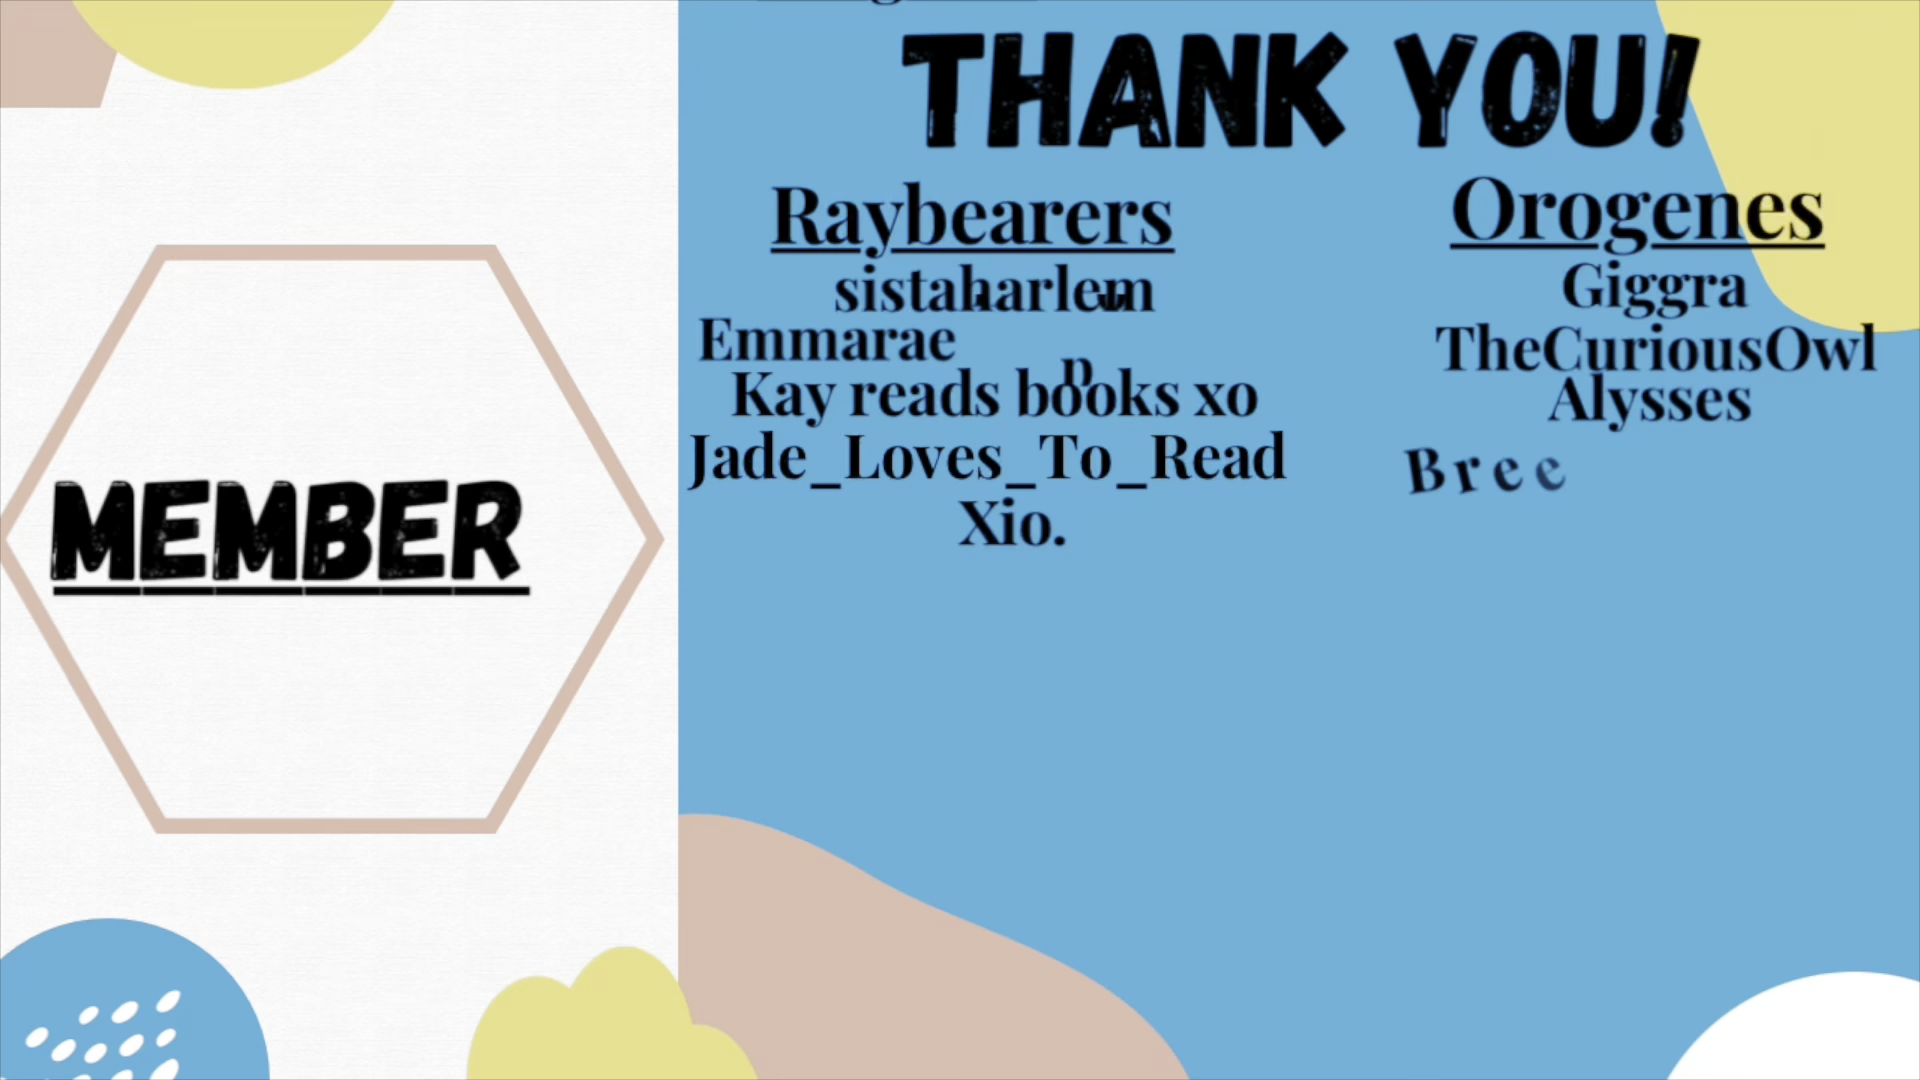 MEMBER
THANK YOU!
Raybearers
sistaharlem
Emmarae
Kay reads books xo
Jade_Loves_To_Read
Xio.
Orogenes
Giggra
TheCuriousOwl
Alysses
Bree